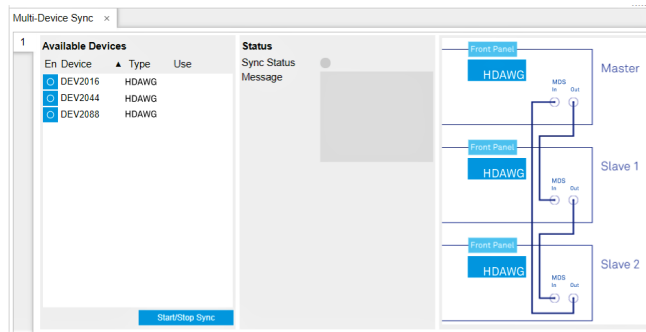 Multi-Device Sync ×
1
Available Devices
En Device ▲ Type Use
DEV2016 HDAWG
DEV2044 HDAWG
DEV2088 HDAWG
Start/Stop Sync
Status
Sync Status
Message
Front Panel
HDAWG
MDS
In Out
Master
Front Panel
HDAWG
MDS
In Out
Slave 1
Front Panel
HDAWG
MDS
In Out
Slave 2